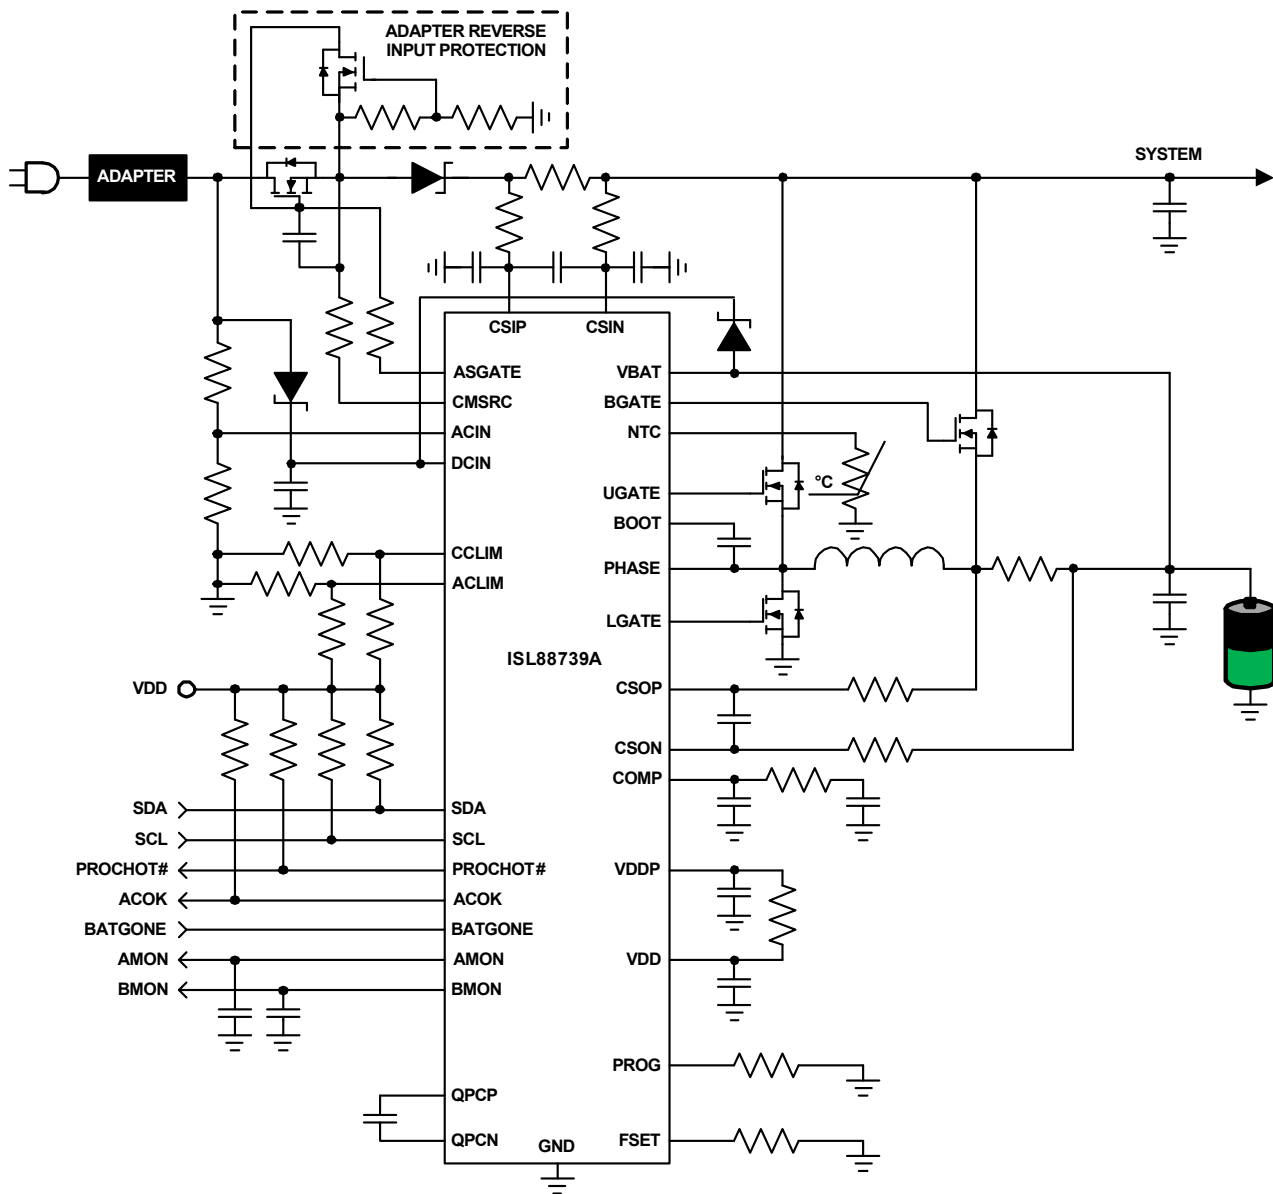 ADAPTER REVERSE
INPUT PROTECTION
ADAPTER
SYSTEM
CSIP
CSIN
ASGATE
CMSRC
ACIN
DCIN
CCLIM
ACLIM
VBAT
BGATE
NTC
°C
UGATE
BOOT
PHASE
LGATE
ISL88739A
VDD
CSOP
CSON
COMP
SDA
SDA
SCL
SCL
PROCHOT#
PROCHOT#
ACOK
ACOK
BATGONE
BATGONE
AMON
AMON
BMON
BMON
VDDP
VDD
PROG
FSET
QPCP
QPCN
GND